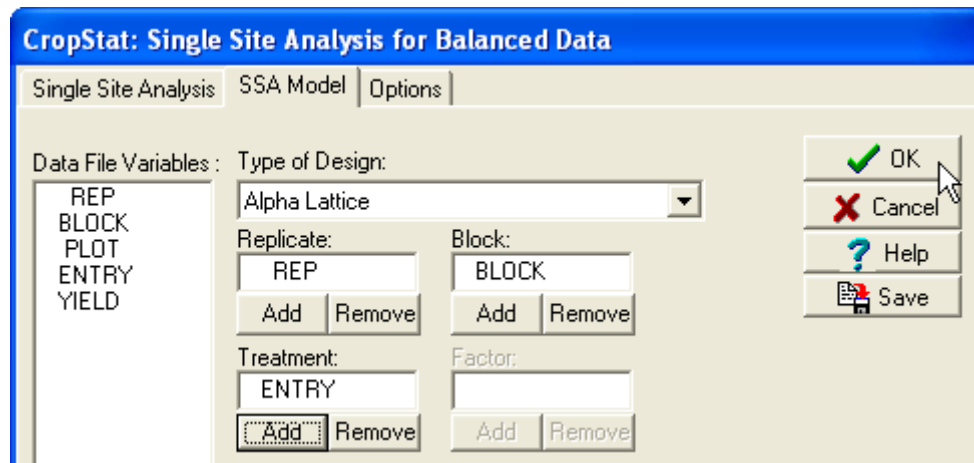 CropStat: Single Site Analysis for Balanced Data
Single Site Analysis SSA Model Options
Data File Variables :
REP
BLOCK
PLOT
ENTRY
YIELD
Type of Design:
Alpha Lattice
Replicate:
REP
Add Remove
Block:
BLOCK
Add Remove
Treatment:
ENTRY
Add Remove
Factor:
Add Remove
OK
Cancel
Help
Save